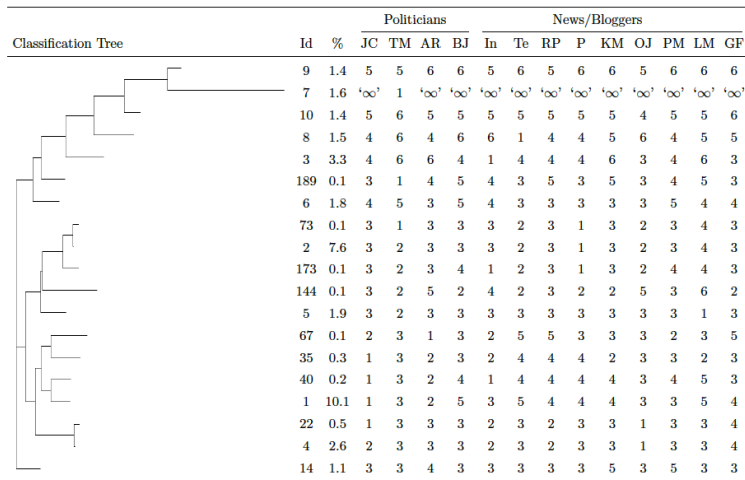 Politicians News/Bloggers
Classification Tree Id % JC TM AR BJ In Te RP P KM OJ PM LM GF
9 1.4 5 5 6 6 5 6 5 6 6 5 6 6 6
7 1.6 ‘∞’ 1 ‘∞’ ‘∞’ ‘∞’ ‘∞’ ‘∞’ ‘∞’ ‘∞’ ‘∞’ ‘∞’ ‘∞’ ‘∞’
10 1.4 5 6 5 5 5 5 5 5 5 4 5 5 6
8 1.5 4 6 4 6 6 1 4 4 5 6 4 5 5
3 3.3 4 6 6 4 1 4 4 4 6 3 4 6 3
189 0.1 3 1 4 5 4 3 5 3 5 3 4 5 3
6 1.8 4 5 3 5 4 3 3 3 3 3 5 4 4
73 0.1 3 1 3 3 3 2 3 1 3 2 3 4 3
2 7.6 3 2 3 3 3 2 3 1 3 2 3 4 3
173 0.1 3 2 3 4 1 2 3 1 3 2 4 4 3
144 0.1 3 2 5 2 4 2 3 2 2 5 3 6 2
5 1.9 3 2 3 3 3 3 3 3 3 3 3 1 3
67 0.1 2 3 1 3 2 5 5 3 3 3 2 3 5
35 0.3 1 3 2 3 2 4 4 4 2 3 3 2 3
40 0.2 1 3 2 4 1 4 4 4 4 3 4 5 3
1 10.1 1 3 2 5 3 5 4 4 4 3 3 5 4
22 0.5 1 3 3 3 2 3 2 3 3 1 3 3 4
4 2.6 2 3 3 3 2 3 2 3 3 1 3 3 4
14 1.1 3 3 4 3 3 3 3 3 5 3 5 3 3